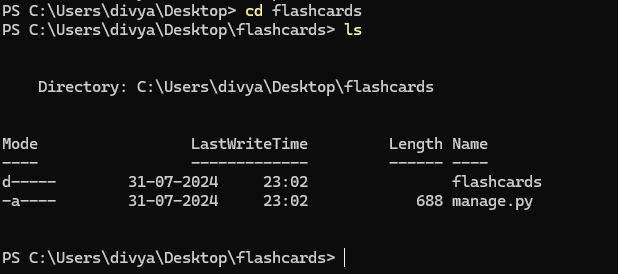 PS C:\Users\divya\Desktop> cd flashcards
PS C:\Users\divya\Desktop\flashcards> ls
Directory: C:\Users\divya\Desktop\flashcards
Mode                 LastWriteTime         Length Name
----                 -------------         ------ ----
d-----        31-07-2024     23:02                flashcards
-a----        31-07-2024     23:02            688 manage.py
PS C:\Users\divya\Desktop\flashcards>